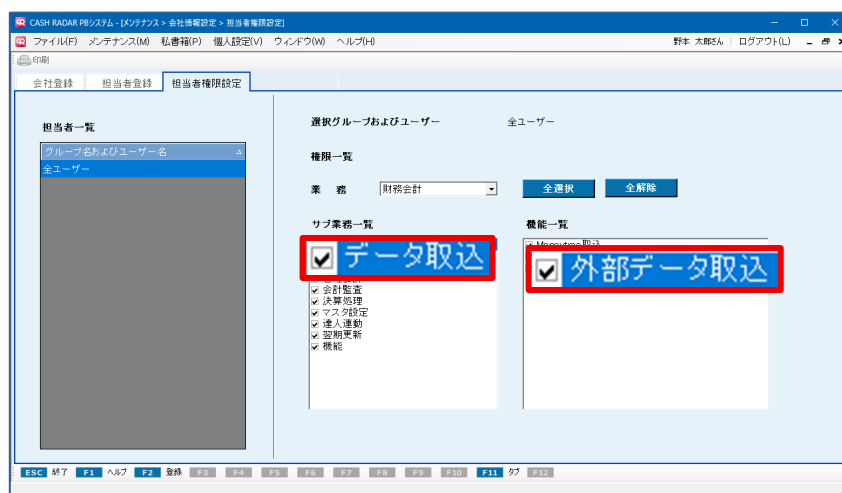 CASH RADAR PBシステム - [メンテナンス > 会社情報設定 > 担当者権限設定]
ファイル(F) メンテナンス(M) 私書箱(P) 個人設定(V) ウィンドウ(W) ヘルプ(H) 野本 太郎さん ログアウト(L)
印刷
会社登録 担当者登録 担当者権限設定
担当者一覧
グループ名およびユーザー名
全ユーザー
選択グループおよびユーザー 全ユーザー
権限一覧
業 務 財務会計 全選択 全解除
サブ業務一覧
データ取込
会計監査
決算処理
マスタ設定
達人連動
翌期更新
機能
機能一覧
外部データ取込
ESC 終了 F1 ヘルプ F2 登録 F3 F4 F5 F6 F7 F8 F9 F10 F11 タブ F12